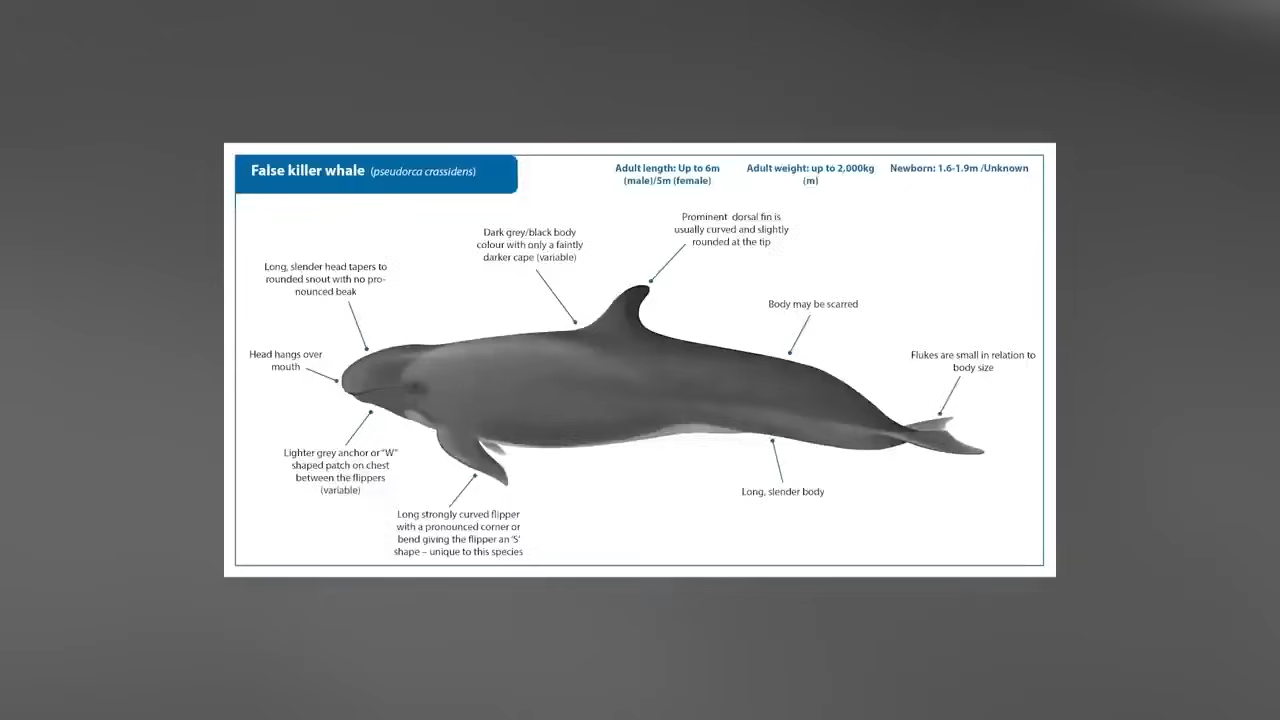 False killer whale (pseudorca crassidens)
Adult length: Up to 6m
(male)/5m (female)
Adult weight: up to 2,000kg
(m)
Newborn: 1.6-1.9m /Unknown
Prominent dorsal fin is
usually curved and slightly
rounded at the tip
Dark grey/black body
colour with only a faintly
darker cape (variable)
Long, slender head tapers to
rounded snout with no pro-
nounced beak
Body may be scarred
Head hangs over
mouth
Flukes are small in relation to
body size
Lighter grey anchor or "W"
shaped patch on chest
between the flippers
(variable)
Long, slender body
Long strongly curved flipper
with a pronounced corner or
bend giving the flipper an 'S'
shape – unique to this species